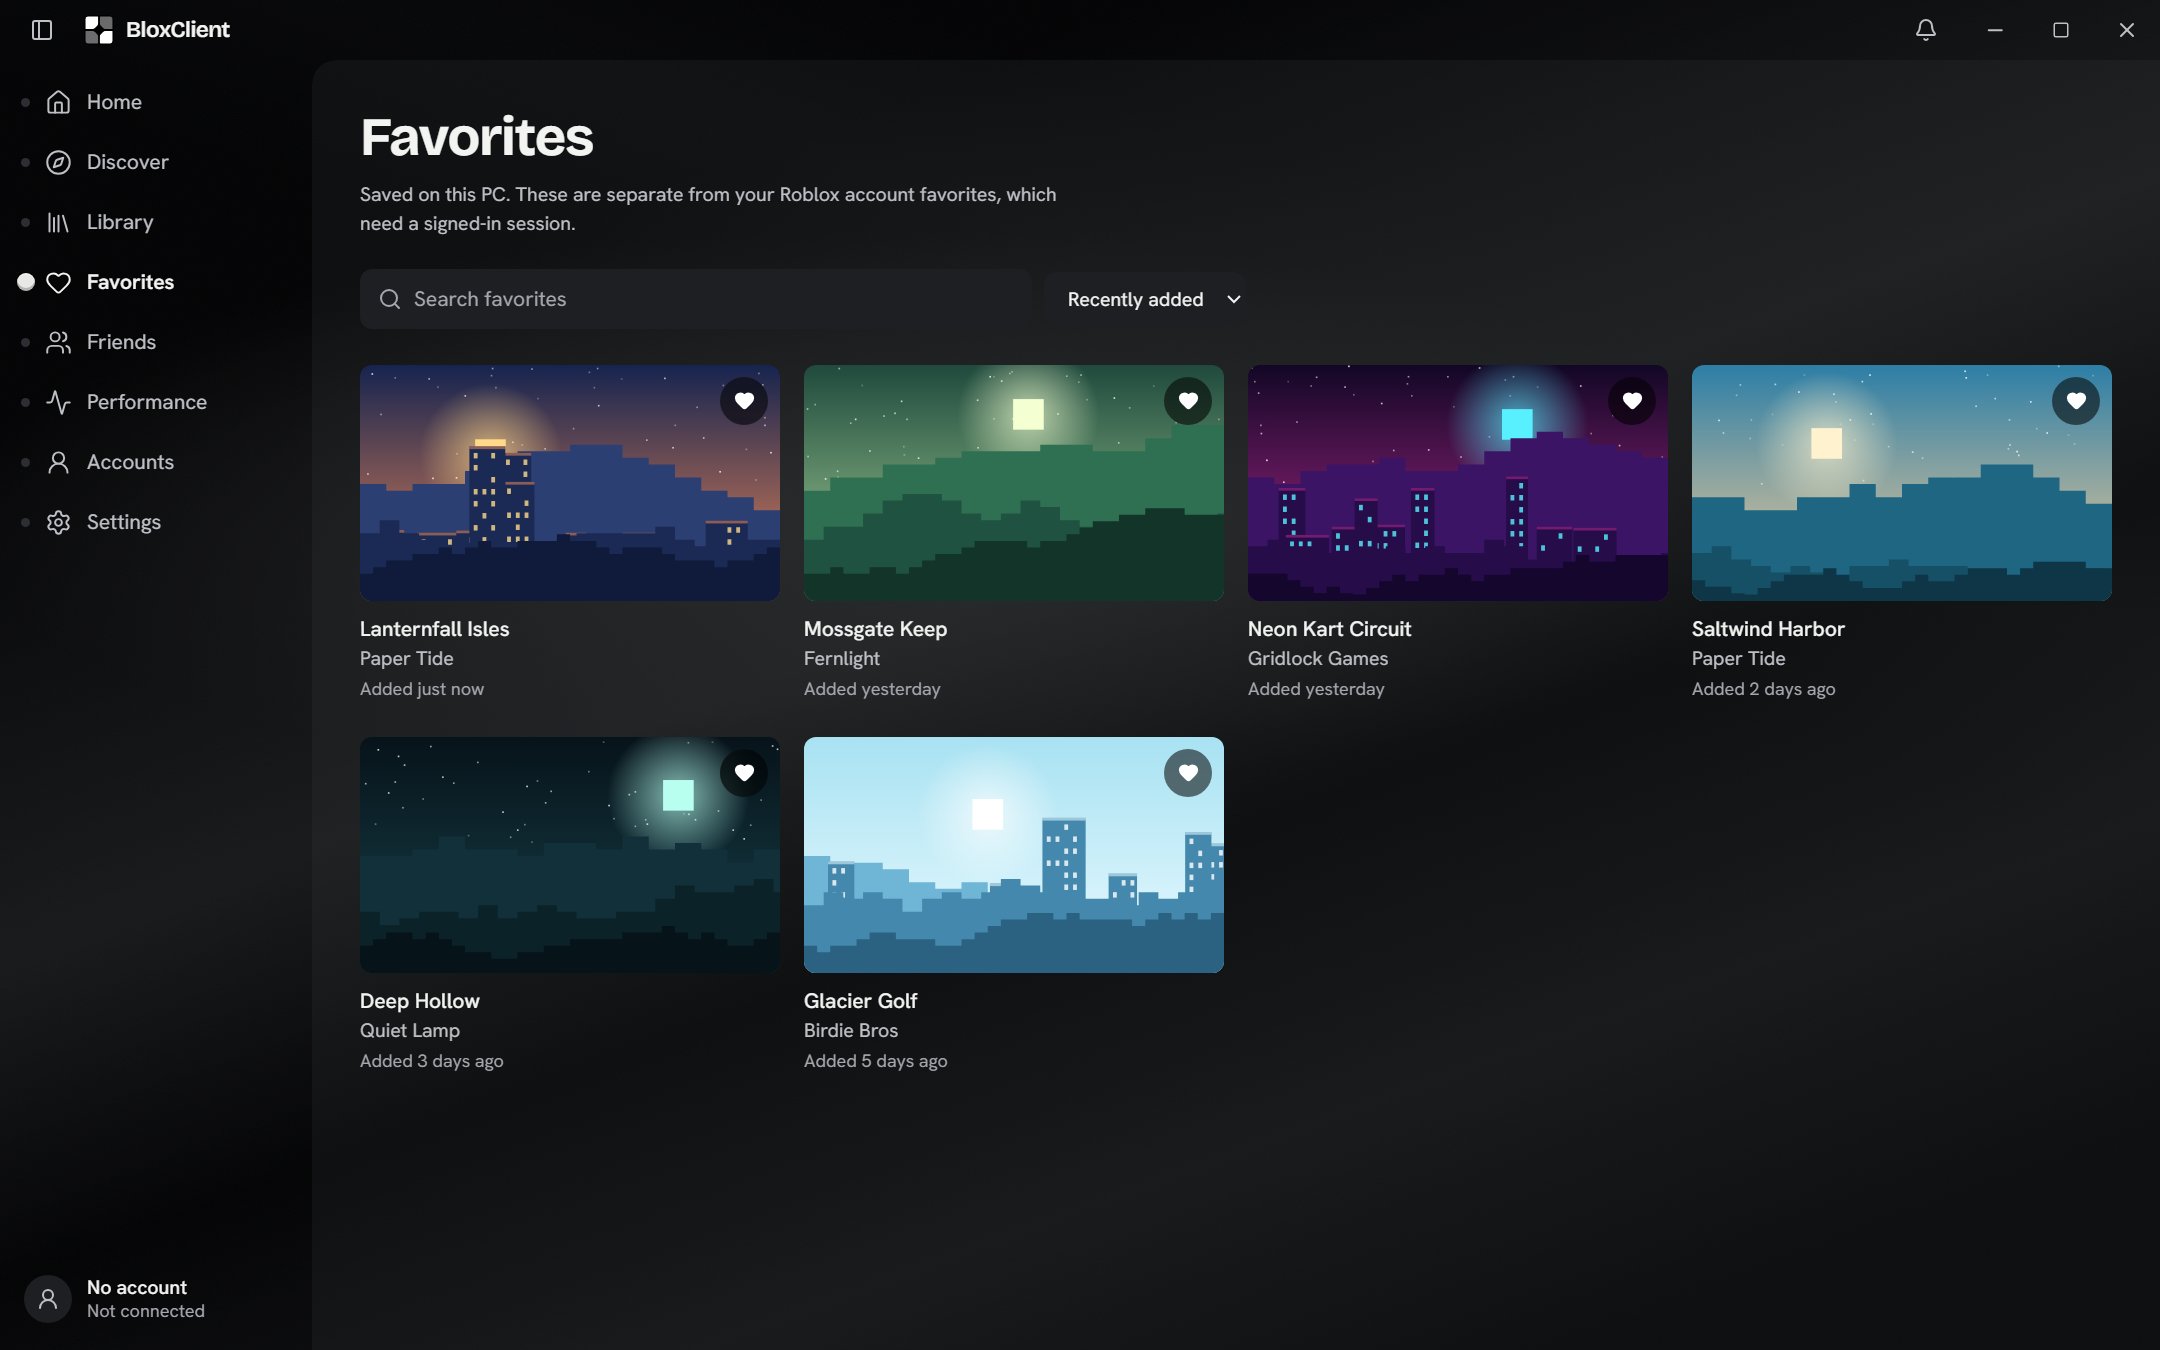 BloxClient
Home
Discover
Library
Favorites
Friends
Performance
Accounts
Settings
No account
Not connected
Favorites
Saved on this PC. These are separate from your Roblox account favorites, which
need a signed-in session.
Search favorites
Recently added
Lanternfall Isles
Paper Tide
Added just now
Mossgate Keep
Fernlight
Added yesterday
Neon Kart Circuit
Gridlock Games
Added yesterday
Saltwind Harbor
Paper Tide
Added 2 days ago
Deep Hollow
Quiet Lamp
Added 3 days ago
Glacier Golf
Birdie Bros
Added 5 days ago